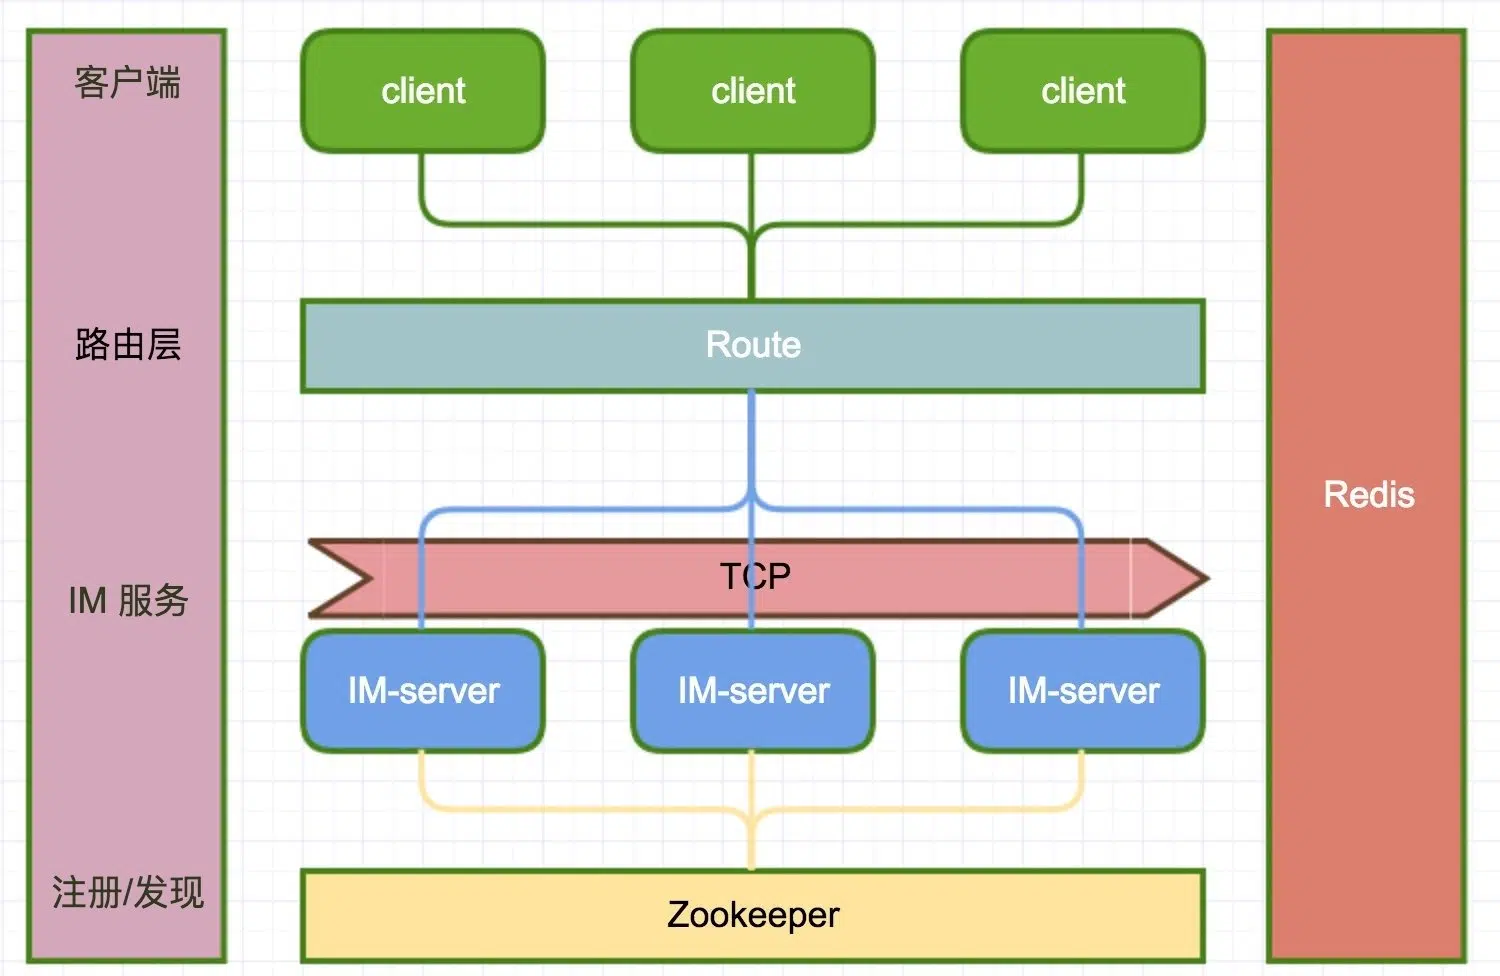 客户端
client
client
client
路由层
Route
Redis
TCP
IM 服务
IM-server
IM-server
IM-server
注册/发现
Zookeeper